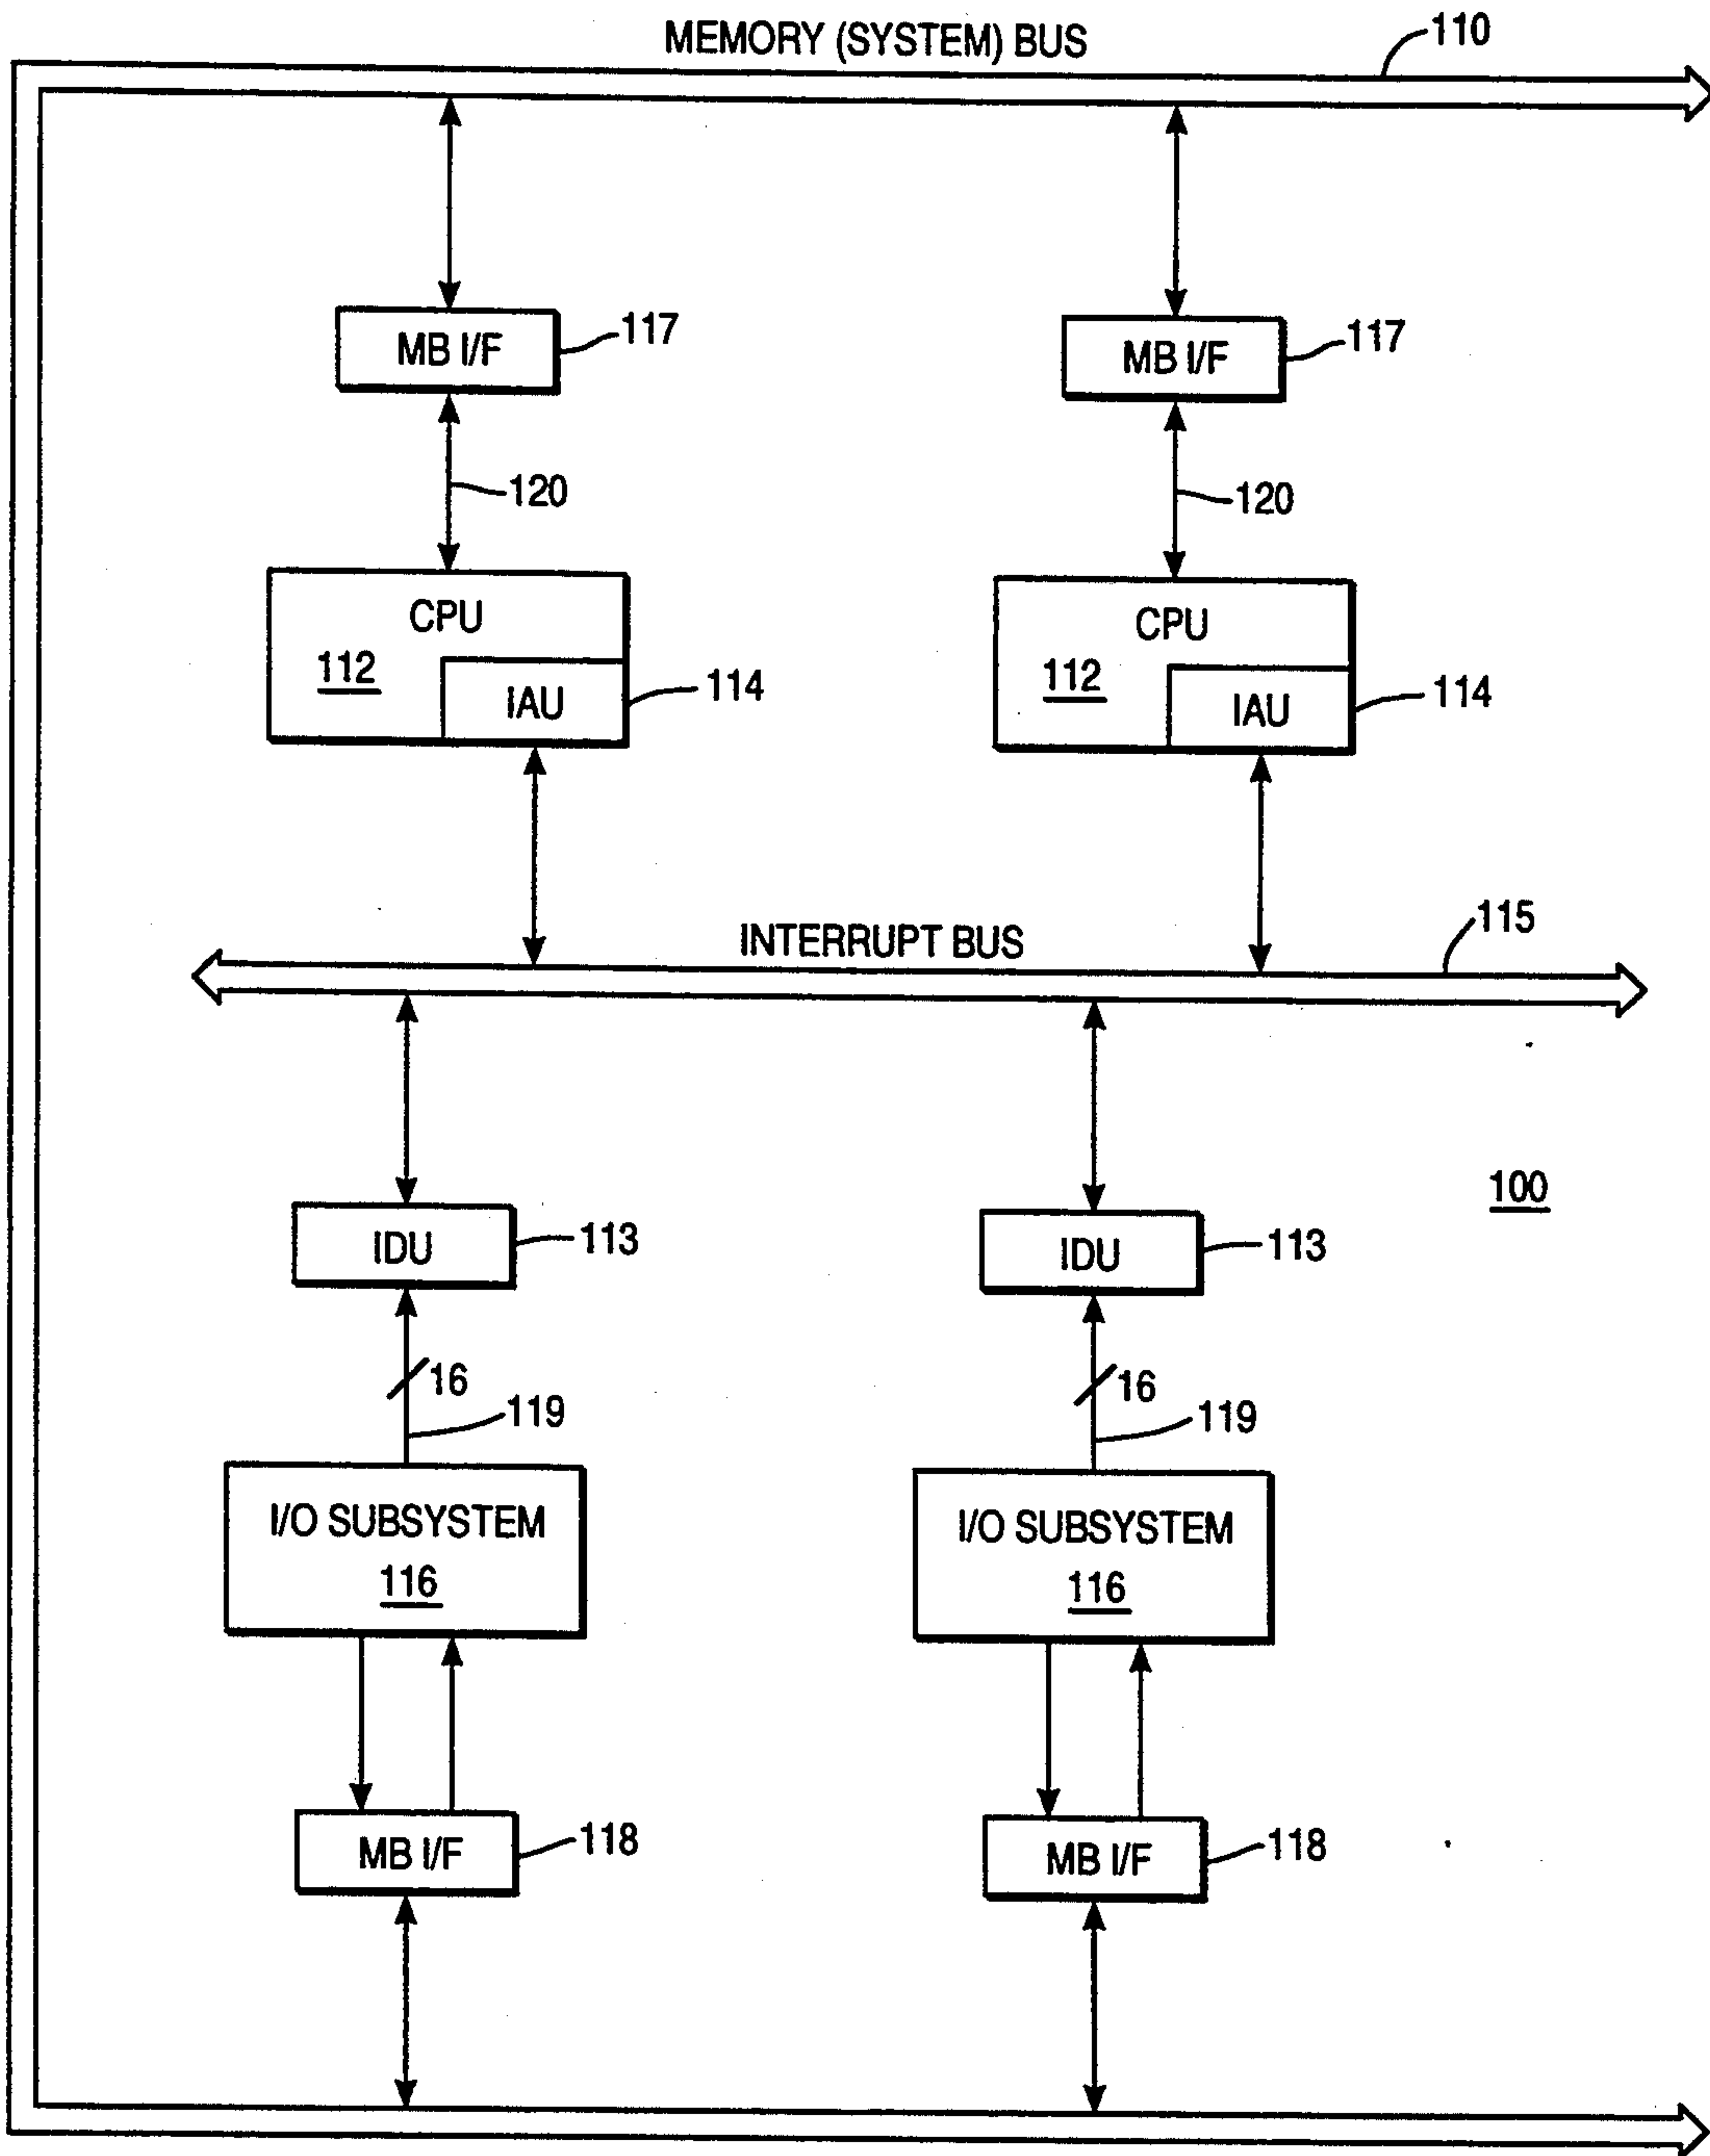 MEMORY (SYSTEM) BUS
110
MB I/F
117
MB I/F
117
120
120
CPU
112
IAU
114
CPU
112
IAU
114
INTERRUPT BUS
115
100
IDU
113
IDU
113
16
119
16
119
I/O SUBSYSTEM
116
I/O SUBSYSTEM
116
MB I/F
118
MB I/F
118